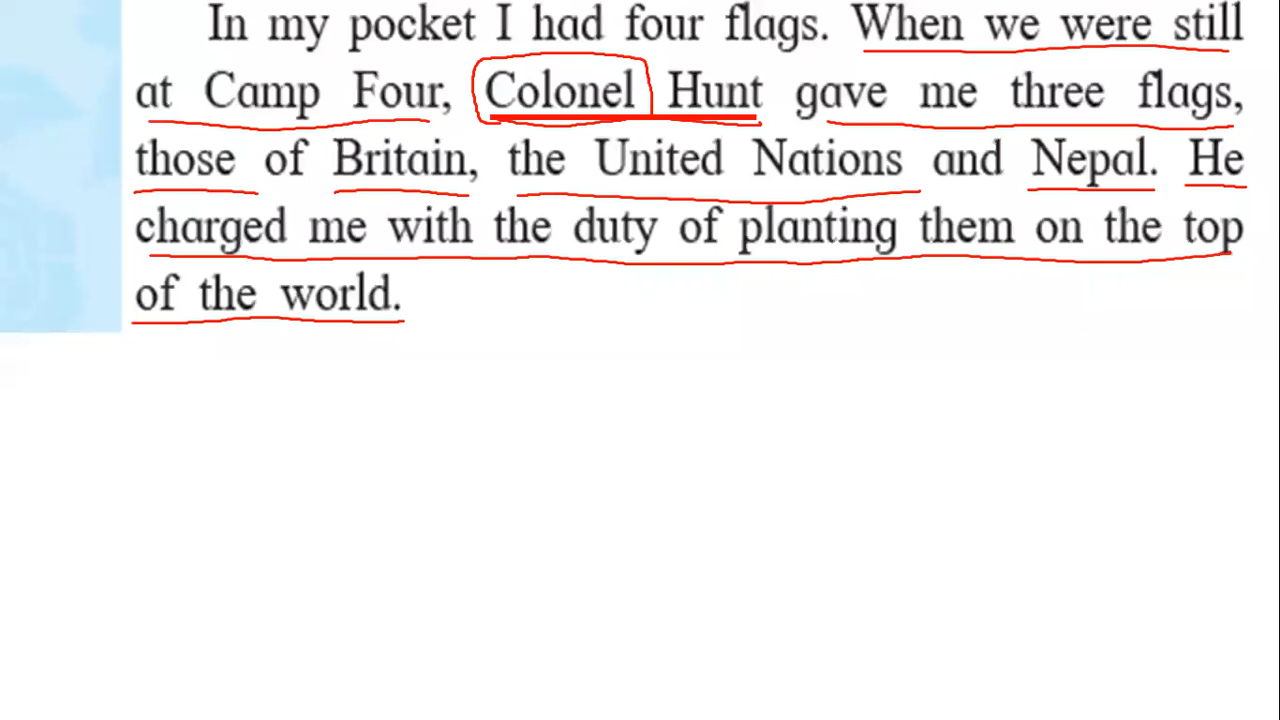 In my pocket I had four flags. When we were still
at Camp Four, Colonel Hunt gave me three flags,
those of Britain, the United Nations and Nepal. He
charged me with the duty of planting them on the top
of the world.